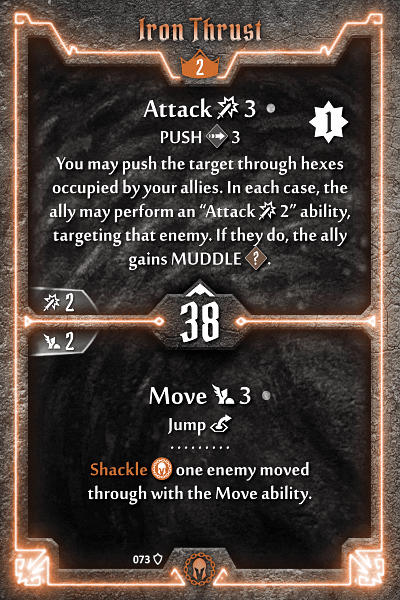 Iron Thrust
2
Attack 3
1
PUSH 3
You may push the target through hexes
occupied by your allies. In each case, the
ally may perform an “Attack 2” ability,
targeting that enemy. If they do, the ally
gains MUDDLE ?.
2
38
2
Move 3
Jump
Shackle one enemy moved
through with the Move ability.
073